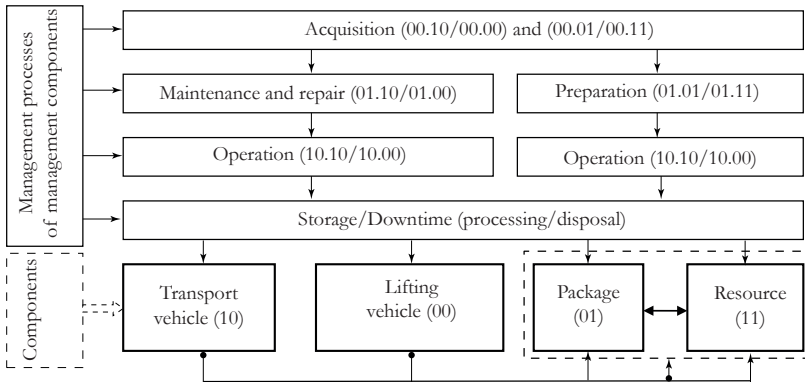 Management processes
of management components
Acquisition (00.10/00.00) and (00.01/00.11)
Maintenance and repair (01.10/01.00)
Preparation (01.01/01.11)
Operation (10.10/10.00)
Operation (10.10/10.00)
Storage/Downtime (processing/disposal)
Components
Transport
vehicle (10)
Lifting
vehicle (00)
Package
(01)
Resource
(11)